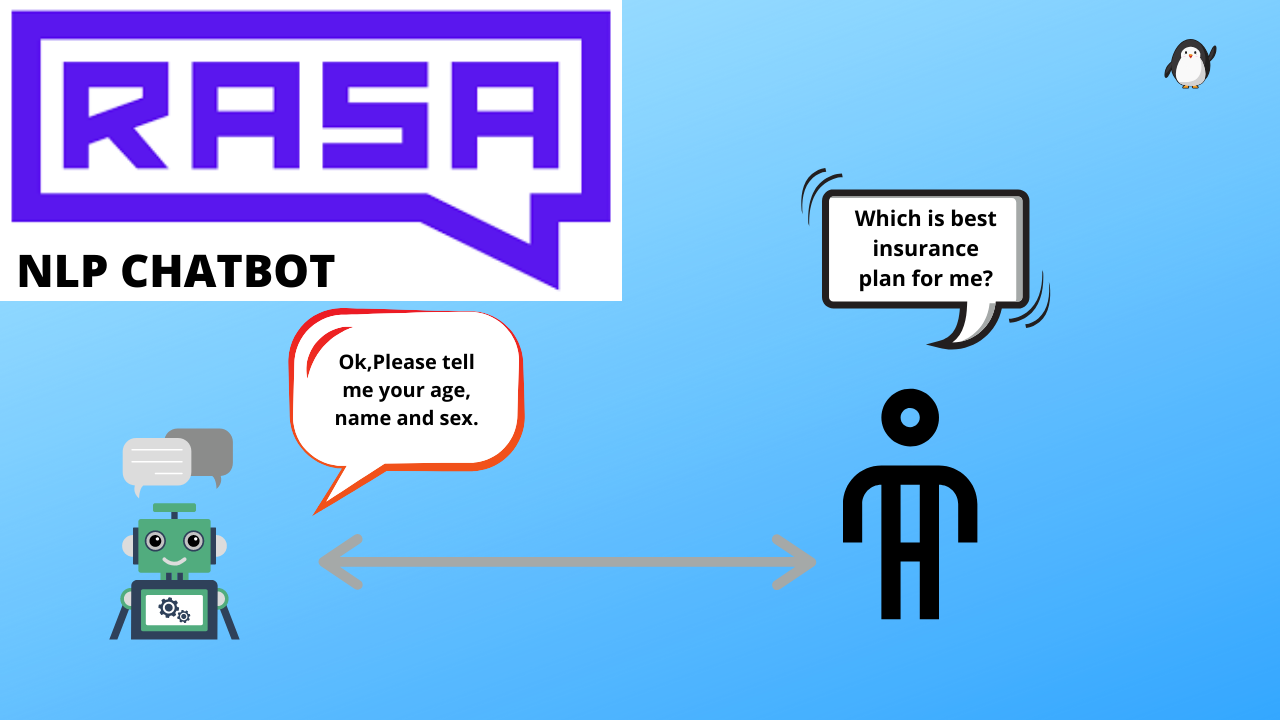 RASA
NLP CHATBOT
Which is best
insurance
plan for me?
Ok,Please tell
me your age,
name and sex.